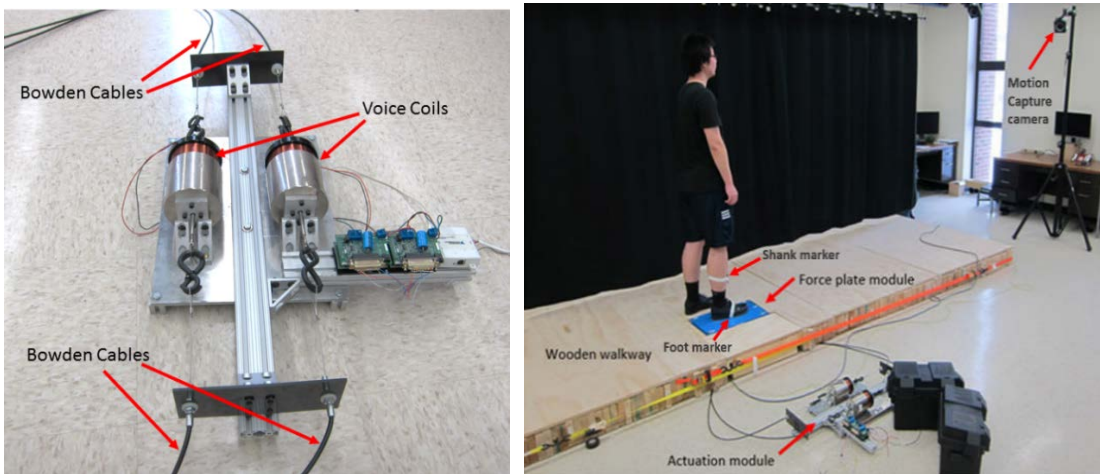 Bowden Cables
Voice Coils
Bowden Cables
Motion
Capture
camera
Shank marker
Force plate module
Foot marker
Wooden walkway
Actuation module